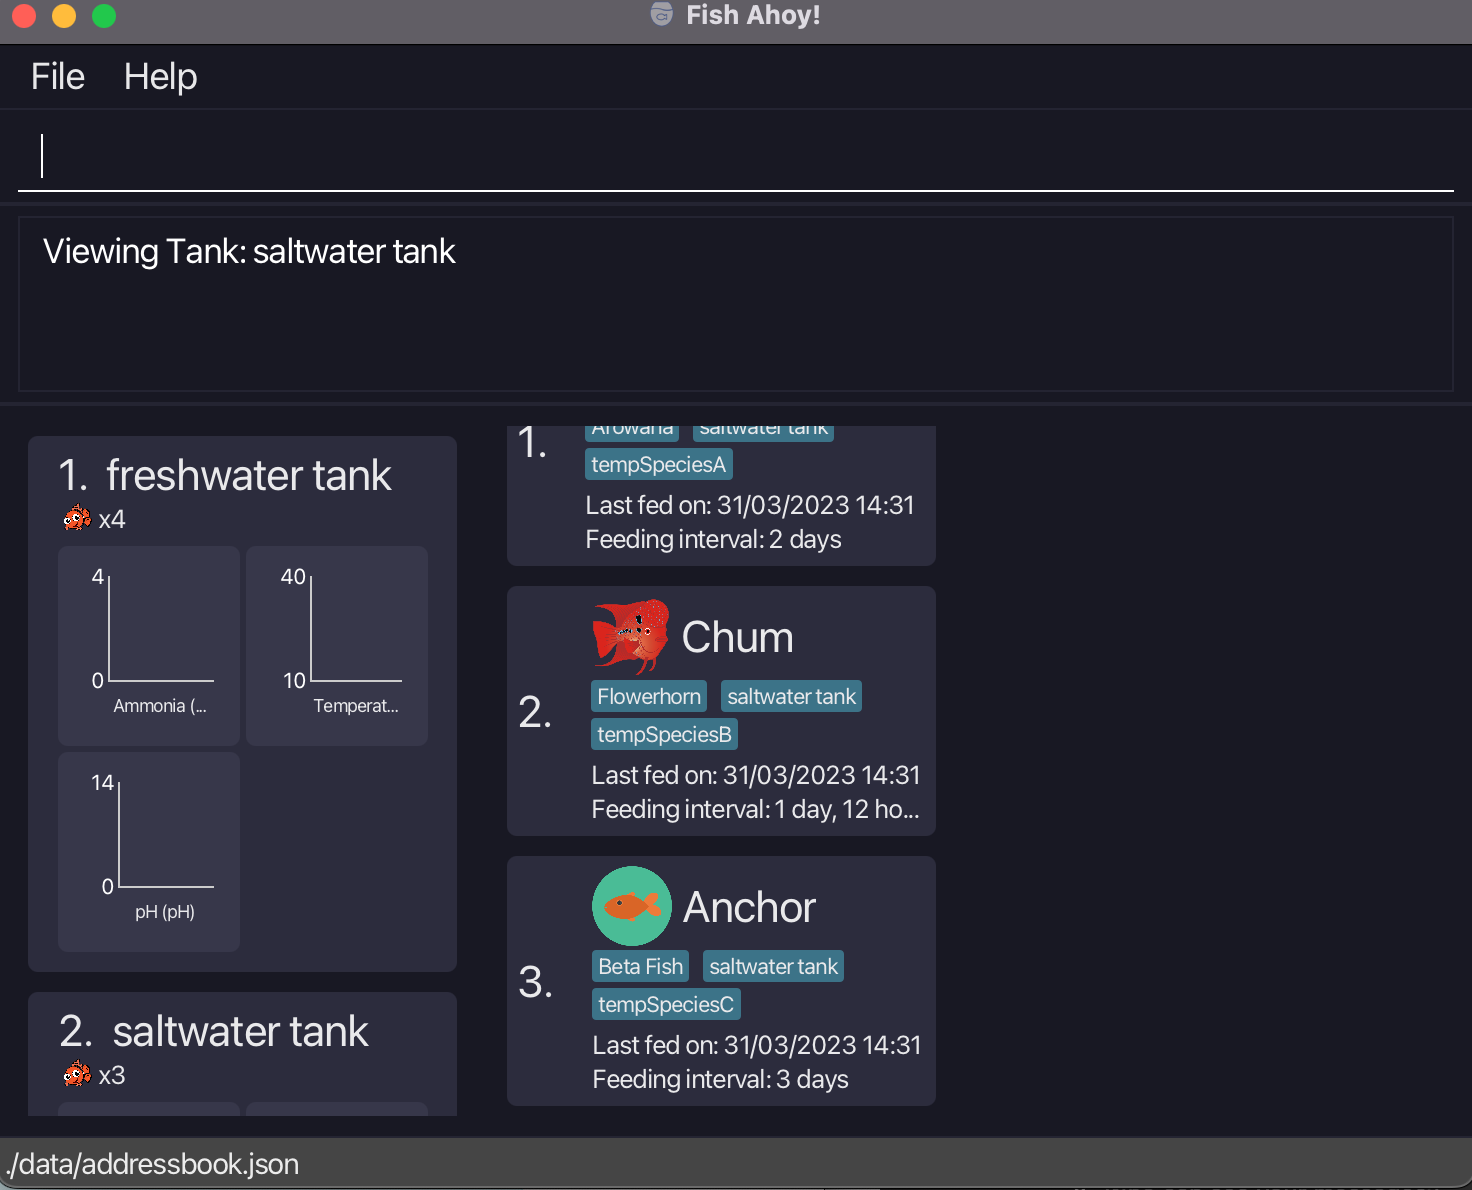 Fish Ahoy!
File Help
Viewing Tank: saltwater tank
1. freshwater tank
x4
4
0
Ammonia (...
40
10
Temperat...
14
0
pH (pH)
2. saltwater tank
x3
1.
Arowana saltwater tank
tempSpeciesA
Last fed on: 31/03/2023 14:31
Feeding interval: 2 days
2.
Chum
Flowerhorn saltwater tank
tempSpeciesB
Last fed on: 31/03/2023 14:31
Feeding interval: 1 day, 12 ho...
3.
Anchor
Beta Fish saltwater tank
tempSpeciesC
Last fed on: 31/03/2023 14:31
Feeding interval: 3 days
./data/addressbook.json